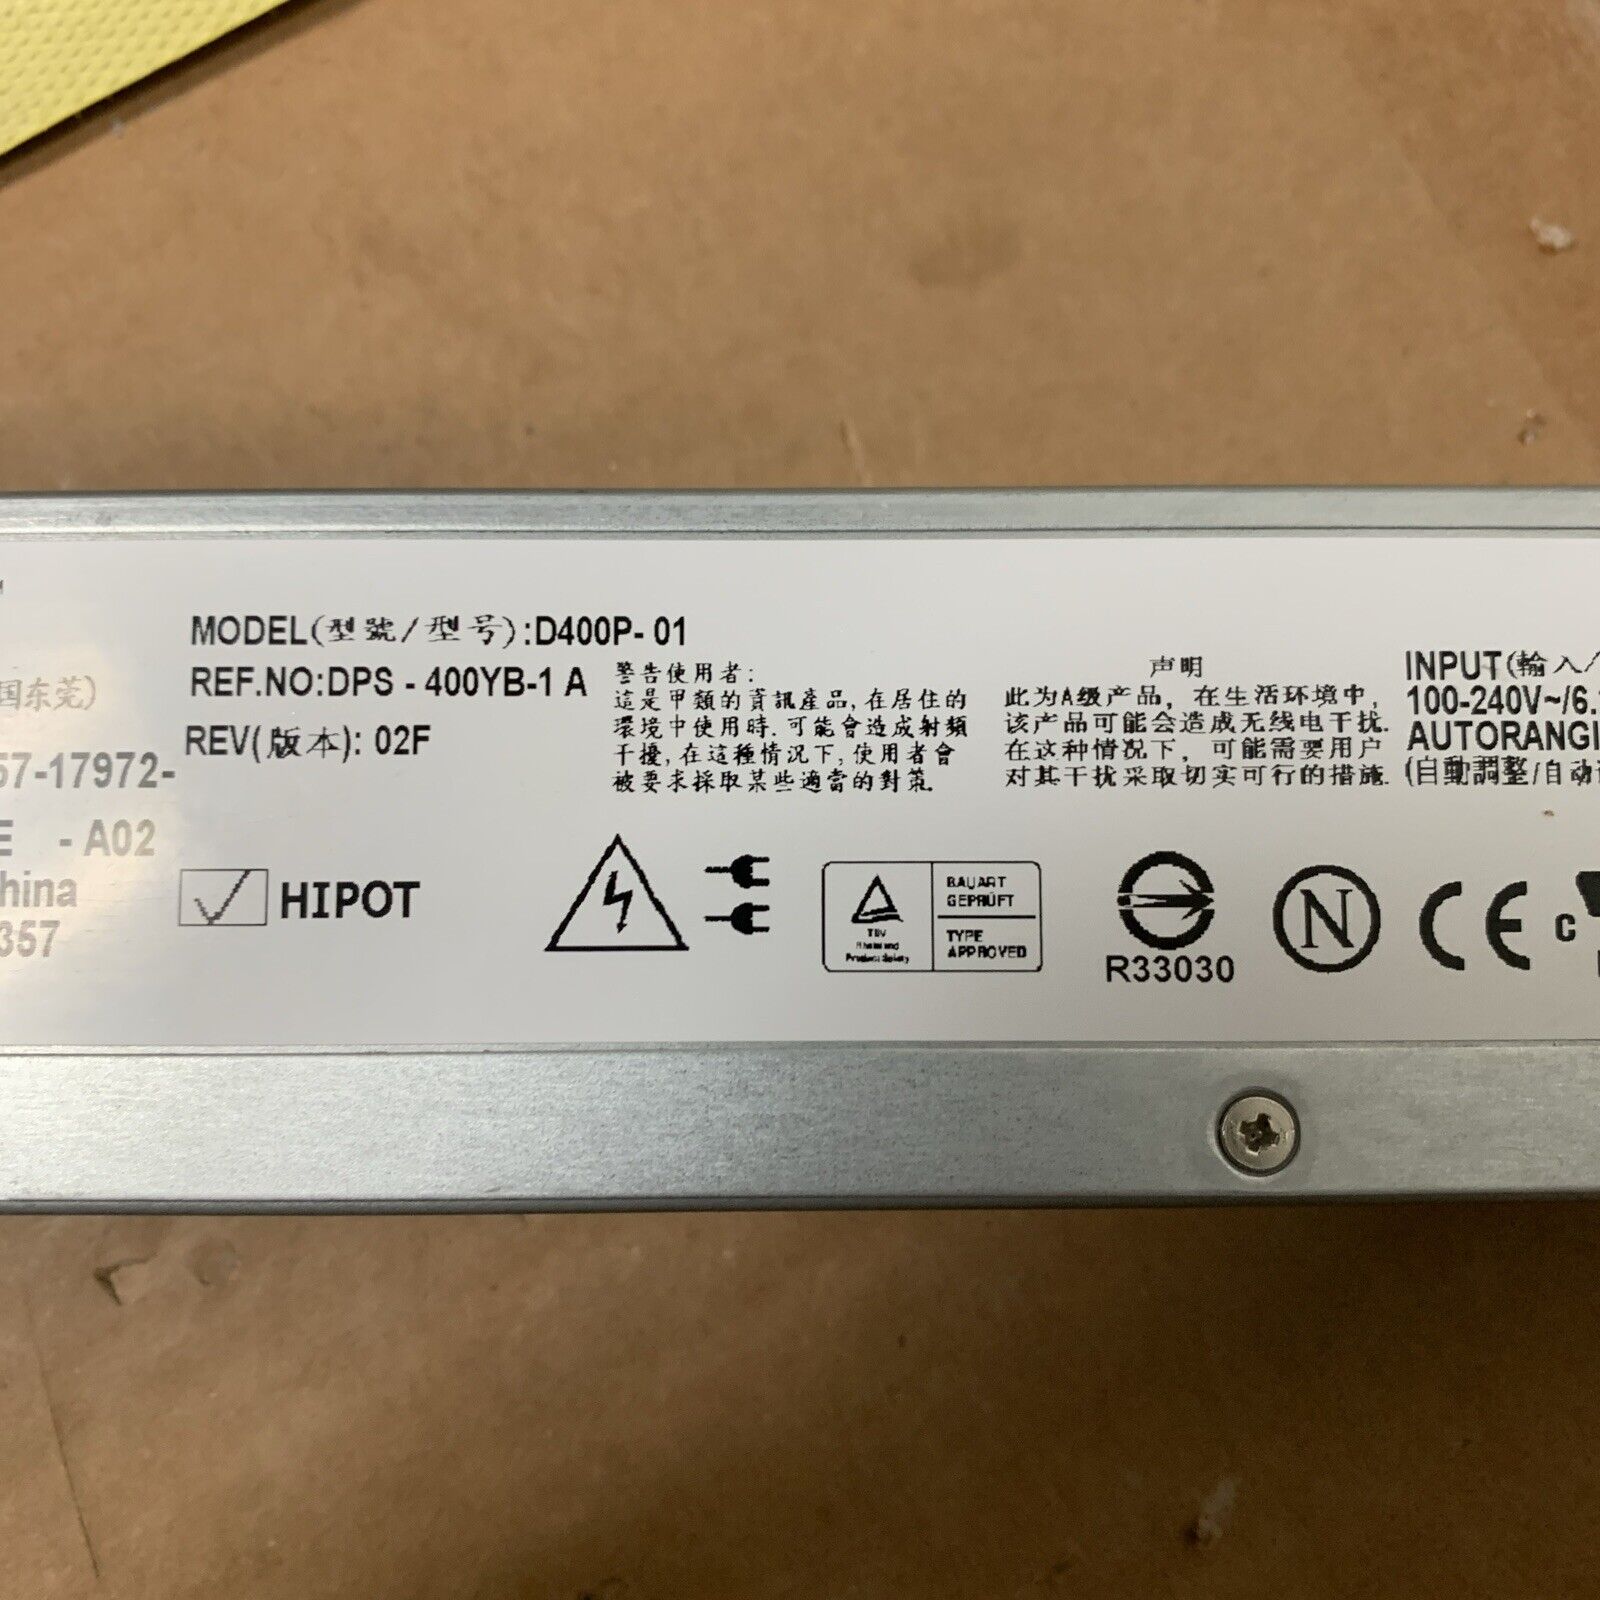 MODEL(型號/型号):D400P- 01
REF.NO:DPS - 400YB-1 A
REV(版本): 02F
国东莞)
57-17972-
E - A02
hina
357
HIPOT
警告使用者:
這是甲類的資訊產品,在居住的
環境中使用時.可能會造成射頻
干擾,在這種情況下,使用者會
被要求採取某些適當的對策.
声明
此为A级产品,在生活环境中,
该产品可能会造成无线电干扰.
在这种情况下,可能需要用户
对其干扰采取切实可行的措施.
INPUT(輸入/
100-240V~/6.
AUTORANGI
(自動調整/自动
TÜV
Rheinland
Product Safety
BAUART
GEPRÜFT
TYPE
APPROVED
R33030
N
CE
c